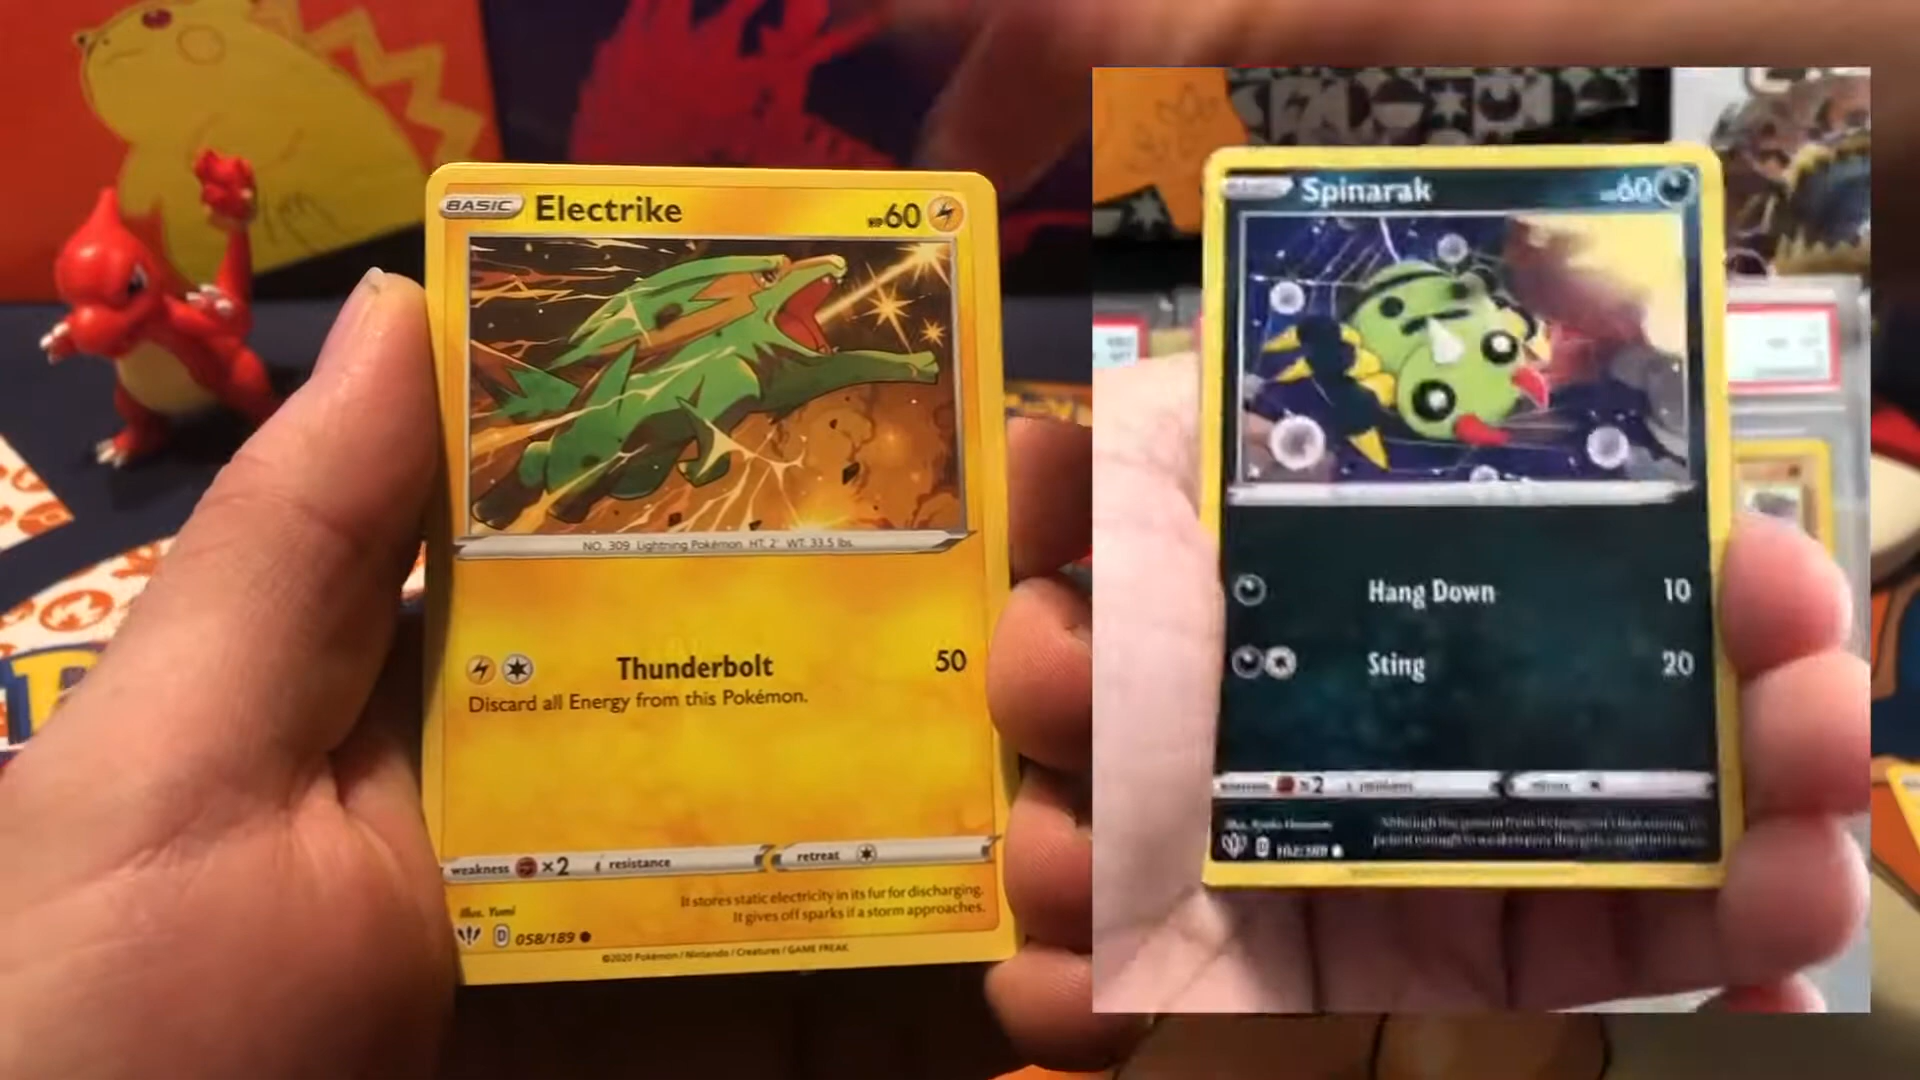 BASIC Electrike HP60
NO. 309 Lightning Pokémon HT. 2' WT. 33.5 lbs.
Thunderbolt 50
Discard all Energy from this Pokémon.
weakness ×2 resistance retreat
It stores static electricity in its fur for discharging.
It gives off sparks if a storm approaches.
Illus. Yumi
D 058/189
©2020 Pokémon / Nintendo / Creatures / GAME FREAK
Spinarak 60
Hang Down 10
Sting 20
×2
D